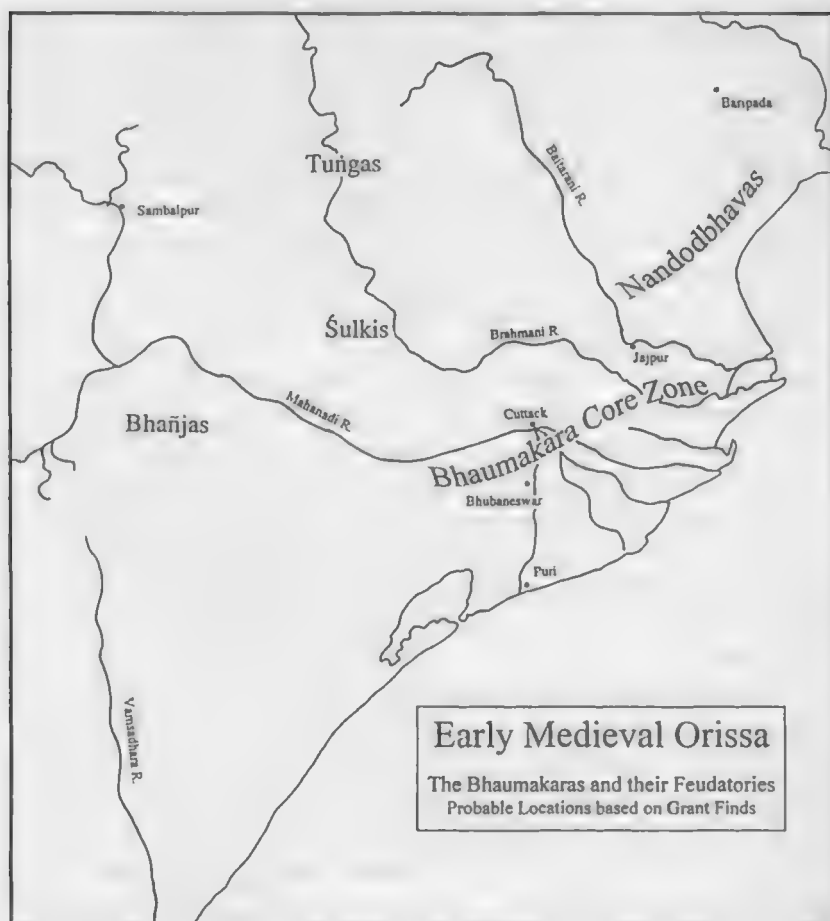 Baripada
Tuṅgas
Baitarani R.
Sambalpur
Nandodbhavas
Śulkis
Brahmani R
Jajpur
Mahanadi R.
Cuttack
Bhaumakara Core Zone
Bhañjas
Bhubaneswar
Puri
Vamsadhara R.
Early Medieval Orissa
The Bhaumakaras and their Feudatories
Probable Locations based on Grant Finds